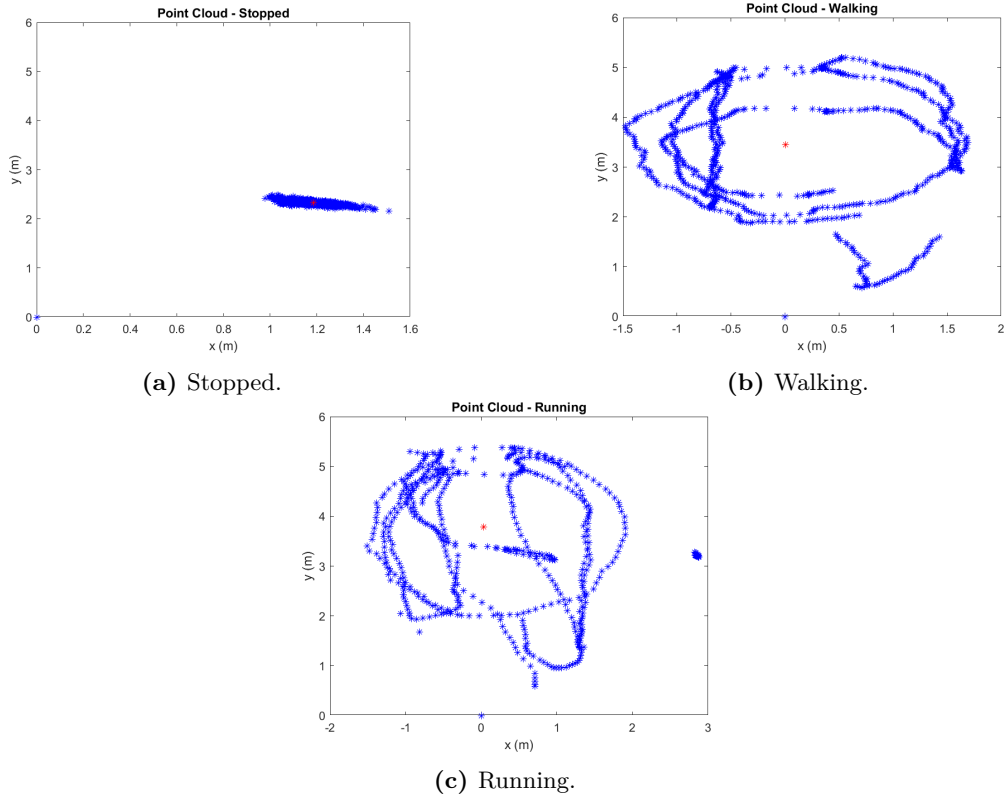 Point Cloud - Stopped
6
5
4
3
2
1
0
y (m)
0 0.2 0.4 0.6 0.8 1 1.2 1.4 1.6
x (m)
(a) Stopped.
Point Cloud - Walking
6
5
4
3
2
1
0
y (m)
-1.5 -1 -0.5 0 0.5 1 1.5 2
x (m)
(b) Walking.
Point Cloud - Running
6
5
4
3
2
1
0
y (m)
-2 -1 0 1 2 3
x (m)
(c) Running.